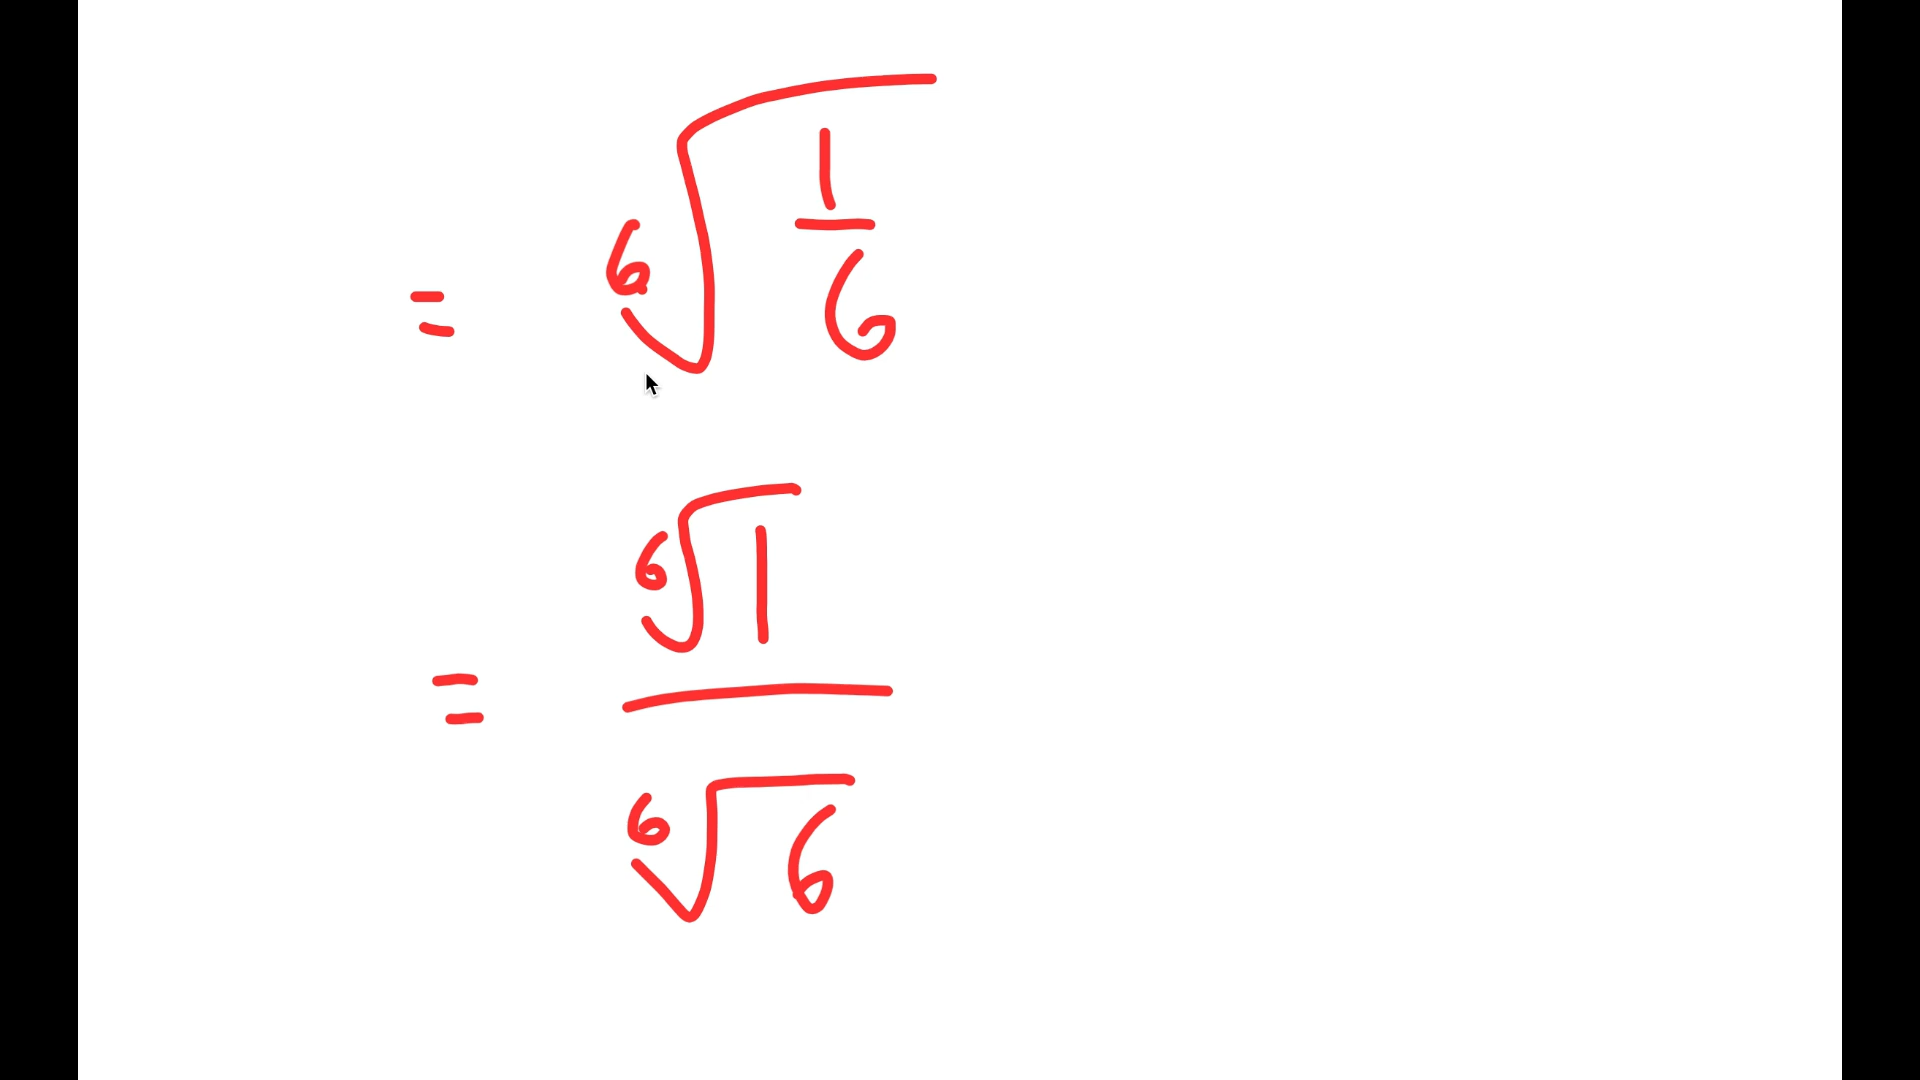 = ⁶√(1/6)
= ⁶√1 / ⁶√6